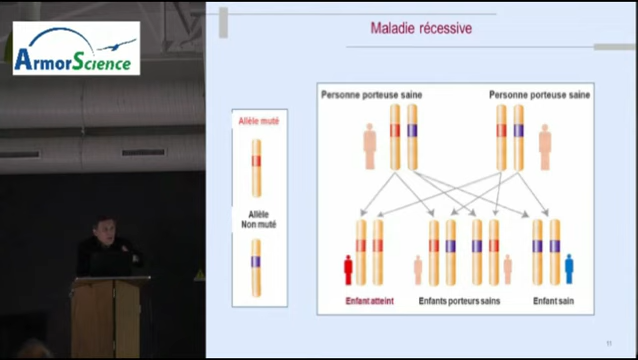 ArmorScience
Maladie récessive
Personne porteuse saine
Personne porteuse saine
Allèle muté
Allèle
Non muté
Enfant atteint
Enfants porteurs sains
Enfant sain
11